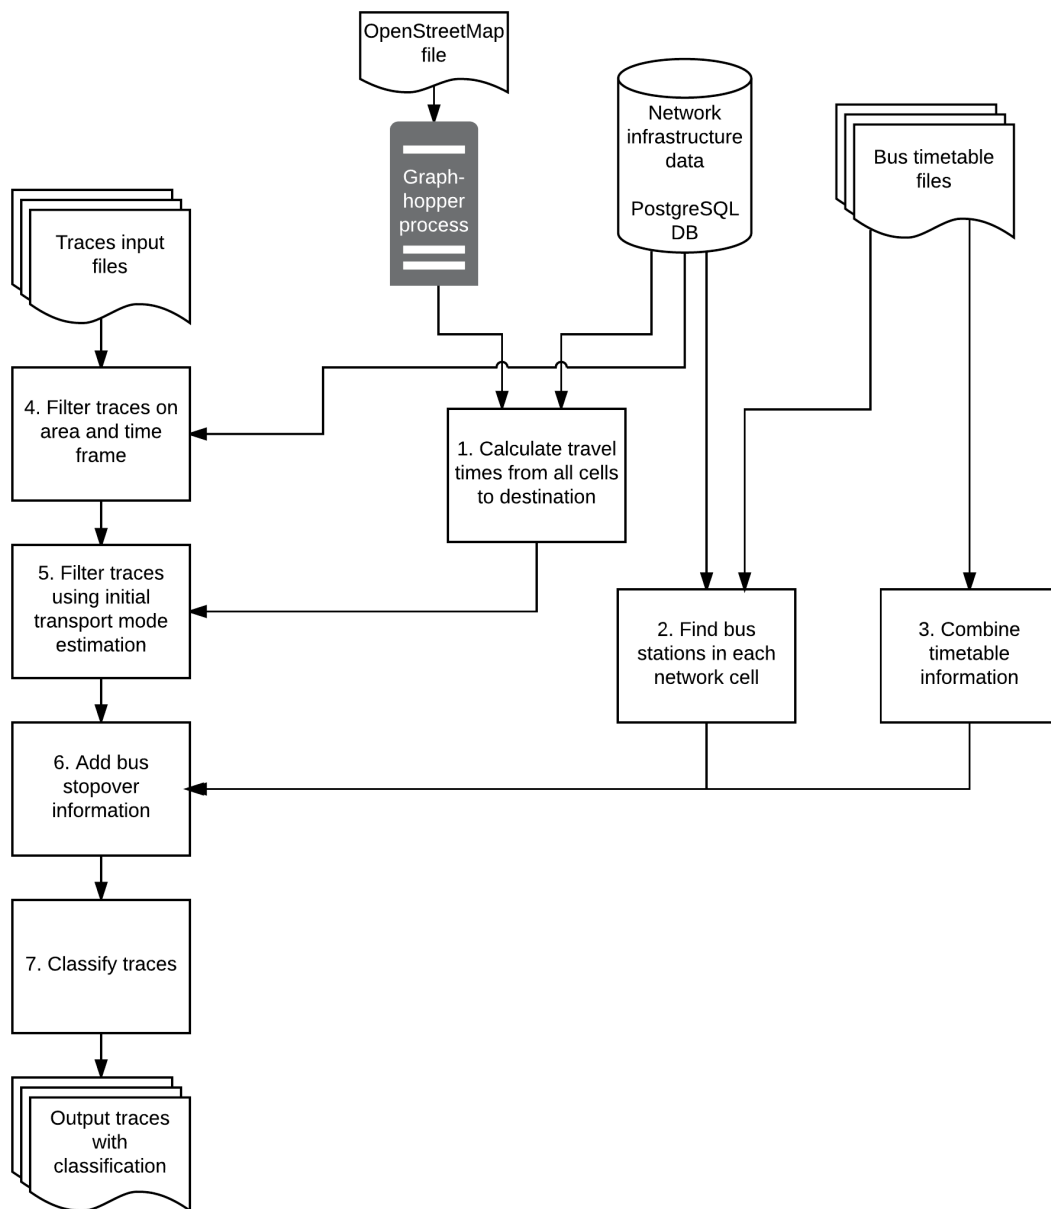 OpenStreetMap
file
Graph-
hopper
process
Network
infrastructure
data
PostgreSQL
DB
Bus timetable
files
Traces input
files
4. Filter traces on
area and time
frame
1. Calculate travel
times from all cells
to destination
5. Filter traces
using initial
transport mode
estimation
2. Find bus
stations in each
network cell
3. Combine
timetable
information
6. Add bus
stopover
information
7. Classify traces
Output traces
with
classification